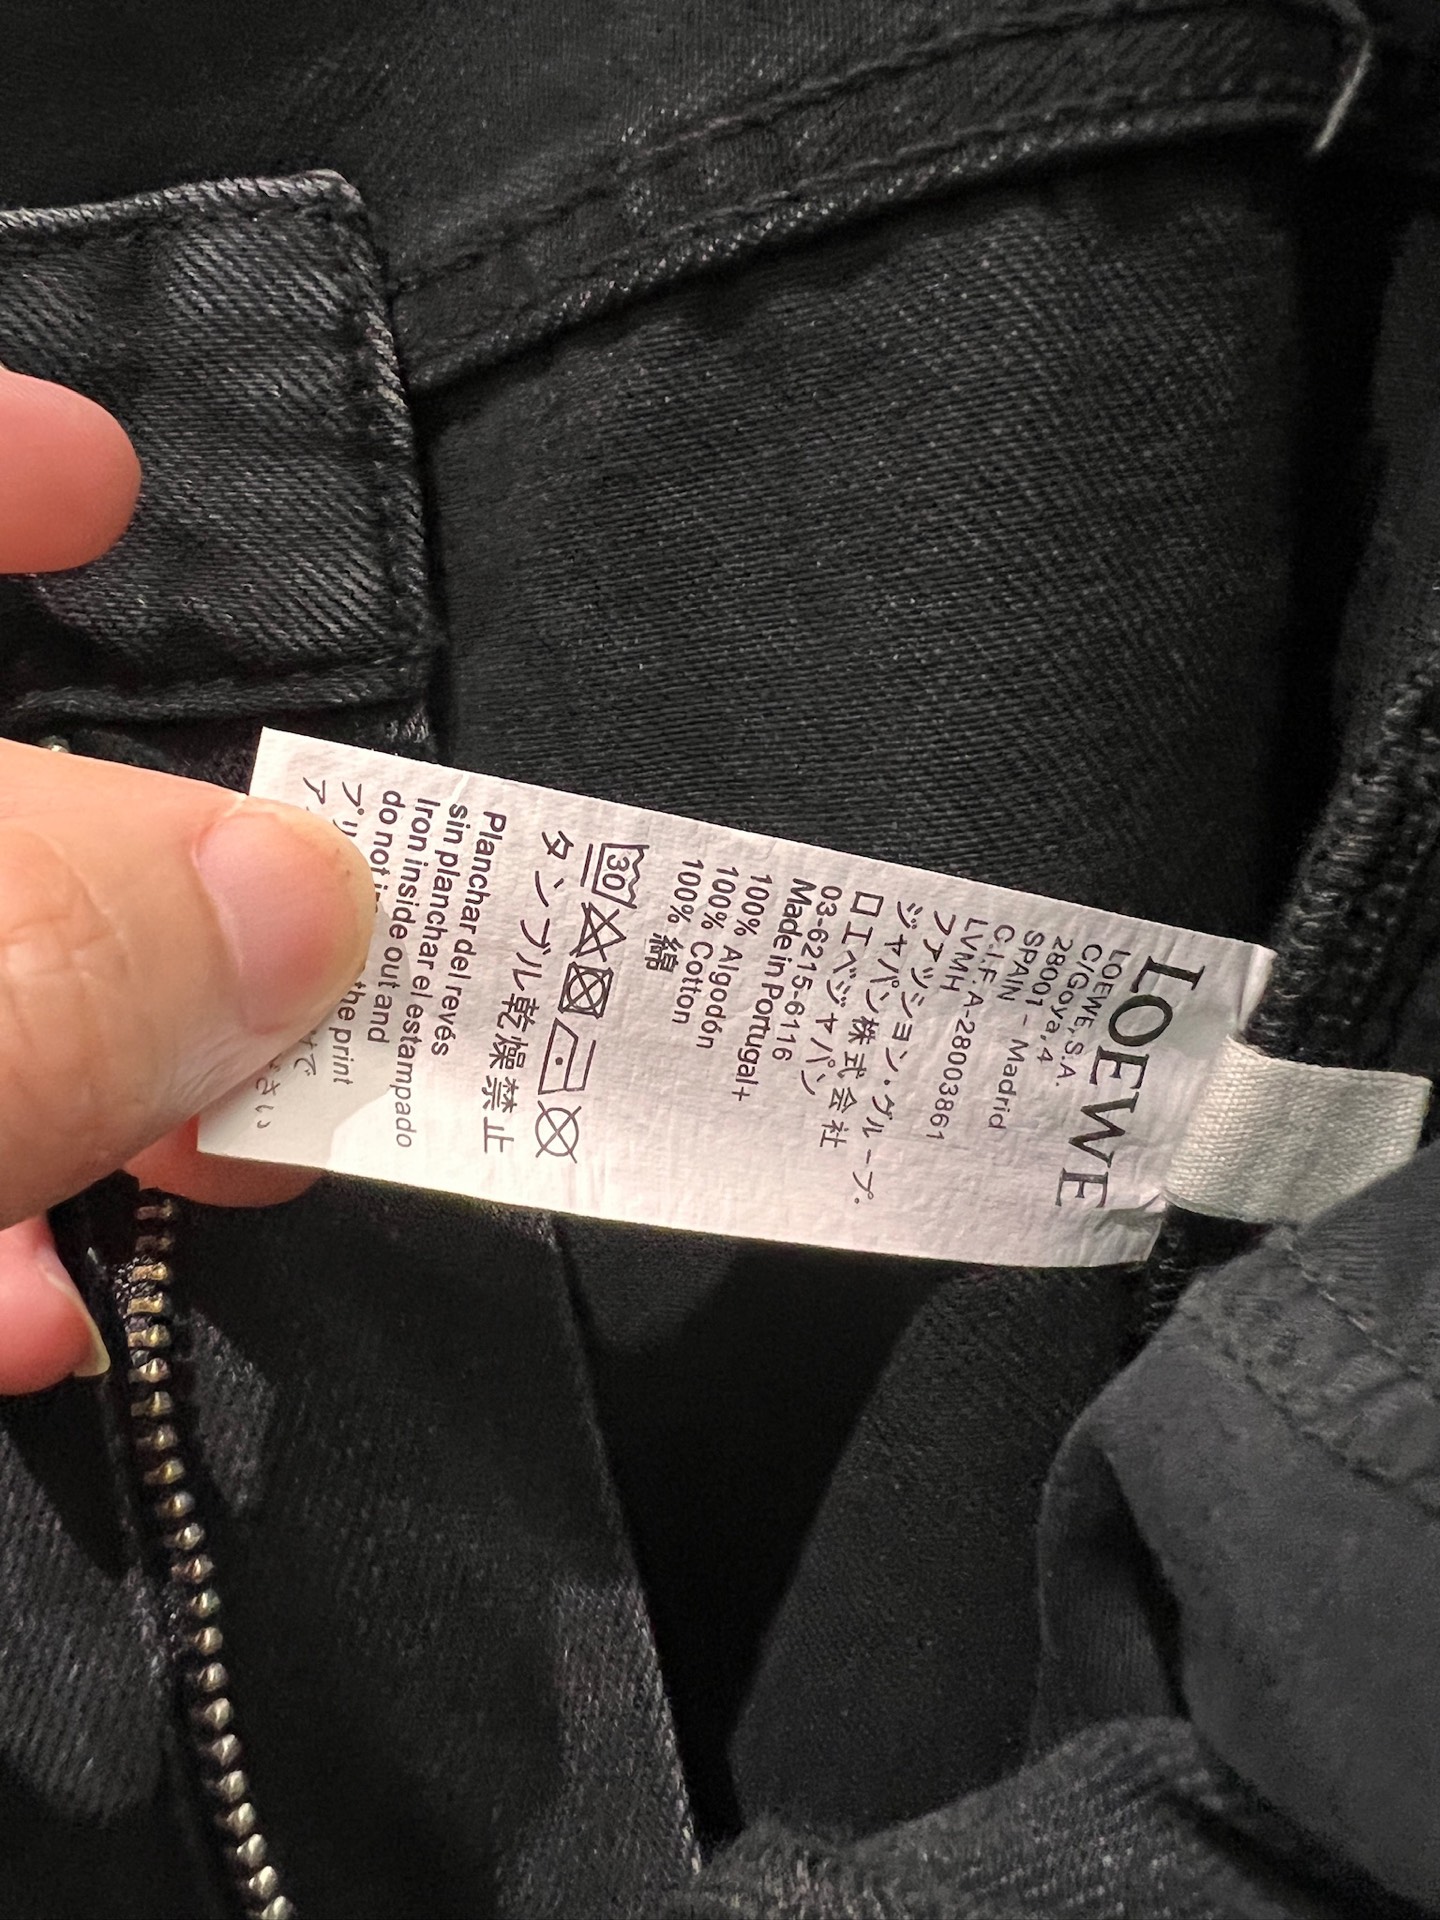 LOEWE
LOEWE, S.A.
C/Goya, 4
28001 - Madrid
SPAIN
C.I.F. A-28003861
LVMH
ファッション・グループ・
ジャパン株式会社
ロエベジャパン
03-6215-6116
Made in Portugal+
100% Algodón
100% Cotton
100% 綿
30
タンブル乾燥禁止
Planchar del revés
sin planchar el estampado
Iron inside out and
do not the print